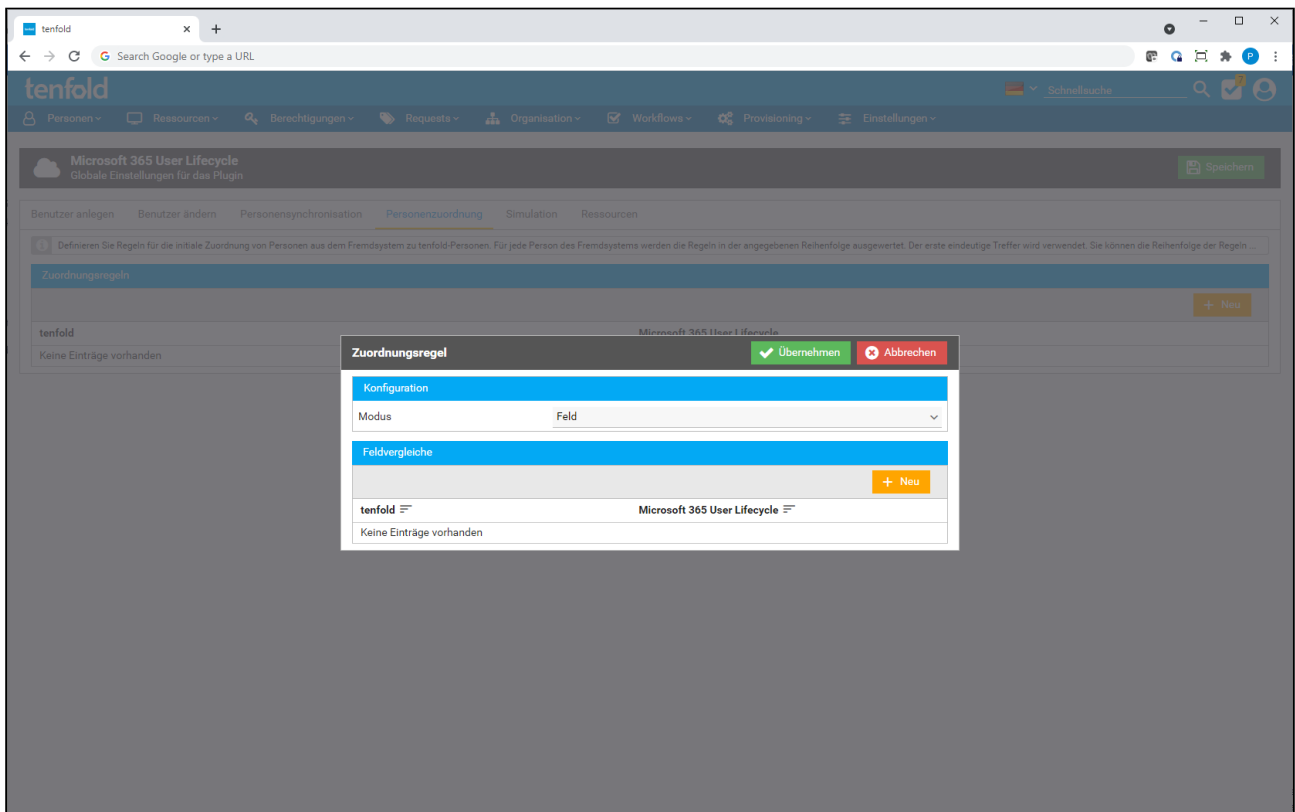 tenfold
Search Google or type a URL
P
tenfold
Schnellsuche
7
Personen Ressourcen Berechtigungen Requests Organisation Workflows Provisioning Einstellungen
Microsoft 365 User Lifecycle
Globale Einstellungen für das Plugin
Speichern
Benutzer anlegen Benutzer ändern Personensynchronisation Personenzuordnung Simulation Ressourcen
Definieren Sie Regeln für die initiale Zuordnung von Personen aus dem Fremdsystem zu tenfold-Personen. Für jede Person des Fremdsystems werden die Regeln in der angegebenen Reihenfolge ausgewertet. Der erste eindeutige Treffer wird verwendet. Sie können die Reihenfolge der Regeln...
Zuordnungsregeln
+ Neu
tenfold Microsoft 365 User Lifecycle
Keine Einträge vorhanden
Zuordnungsregel
Übernehmen Abbrechen
Konfiguration
Modus Feld
Feldvergleiche
+ Neu
tenfold Microsoft 365 User Lifecycle
Keine Einträge vorhanden